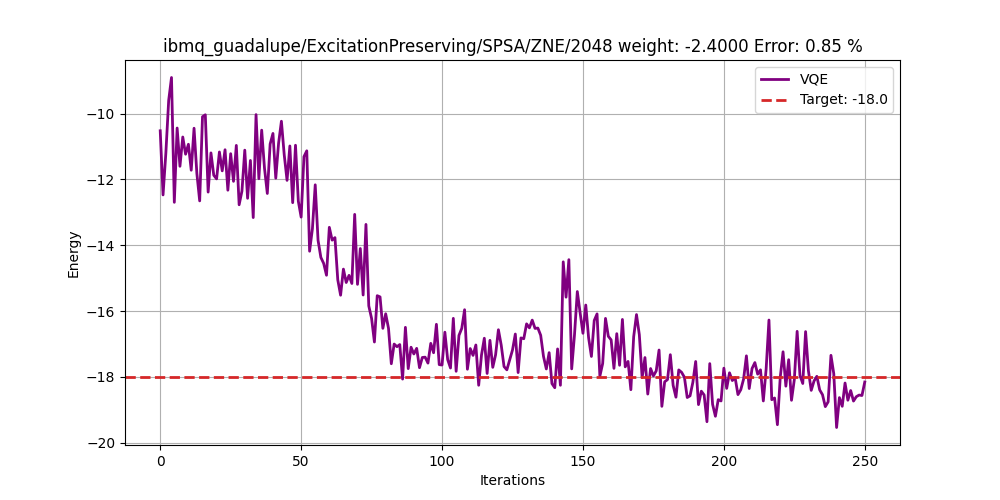 ibmq_guadalupe/ExcitationPreserving/SPSA/ZNE/2048 weight: -2.4000 Error: 0.85 %
VQE
Target: -18.0
−10
−12
−14
−16
−18
−20
Energy
0 50 100 150 200 250
Iterations